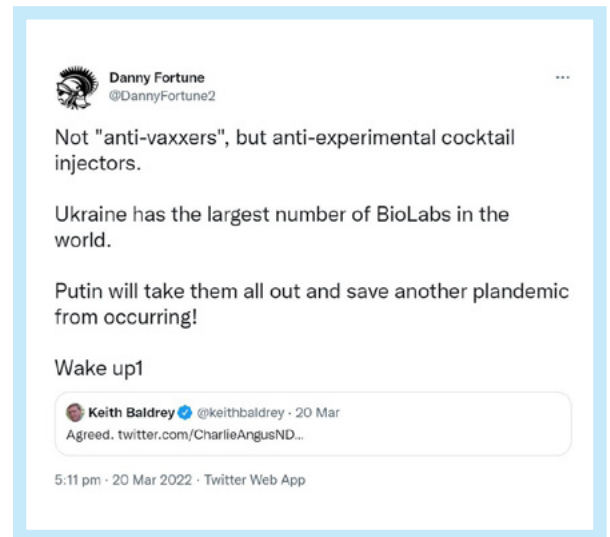 Danny Fortune
@DannyFortune2
Not "anti-vaxxers", but anti-experimental cocktail
injectors.
Ukraine has the largest number of BioLabs in the
world.
Putin will take them all out and save another plandemic
from occurring!
Wake up1
Keith Baldrey @keithbaldrey · 20 Mar
Agreed. twitter.com/CharlieAngusND...
5:11 pm · 20 Mar 2022 · Twitter Web App